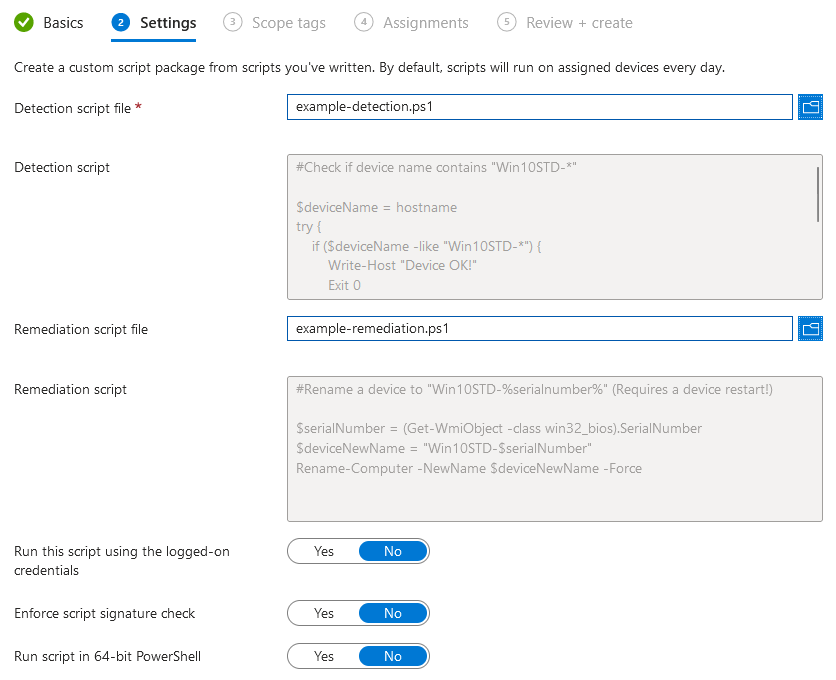 Basics 2 Settings 3 Scope tags 4 Assignments 5 Review + create
Create a custom script package from scripts you've written. By default, scripts will run on assigned devices every day.
Detection script file * example-detection.ps1
Detection script
#Check if device name contains "Win10STD-*"
$deviceName = hostname
try {
if ($deviceName -like "Win10STD-*") {
Write-Host "Device OK!"
Exit 0
Remediation script file example-remediation.ps1
Remediation script
#Rename a device to "Win10STD-%serialnumber%" (Requires a device restart!)
$serialNumber = (Get-WmiObject -class win32_bios).SerialNumber
$deviceNewName = "Win10STD-$serialNumber"
Rename-Computer -NewName $deviceNewName -Force
Run this script using the logged-on
credentials
Yes No
Enforce script signature check Yes No
Run script in 64-bit PowerShell Yes No